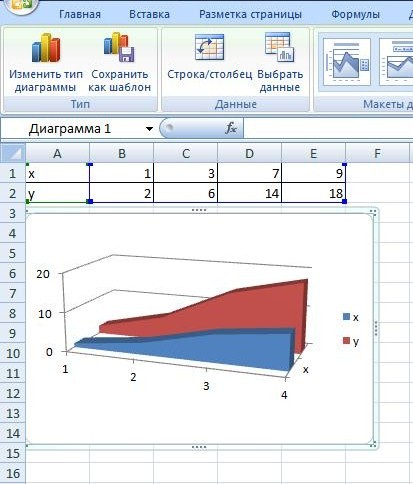 Главная Вставка Разметка страницы Формулы
Изменить тип диаграммы
Сохранить как шаблон
Строка/столбец
Выбрать данные
Тип Данные Макеты д
Диаграмма 1 fx
A B C D E F
1 x 1 3 7 9
2 y 2 6 14 18
3
4
5
6
7
8
9
10
11
12
13
14
15
16
20
10
0
1 2 3 4
x
x
y